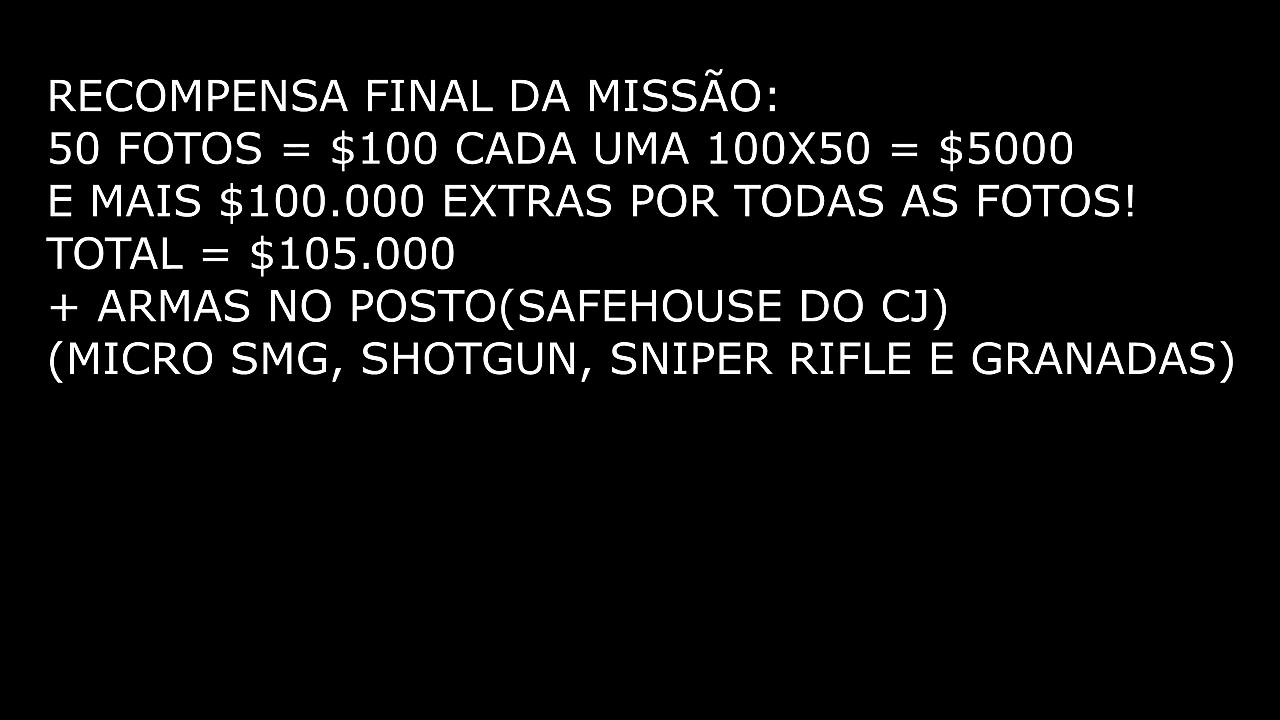 RECOMPENSA FINAL DA MISSÃO:
50 FOTOS = $100 CADA UMA 100X50 = $5000
E MAIS $100.000 EXTRAS POR TODAS AS FOTOS!
TOTAL = $105.000
+ ARMAS NO POSTO(SAFEHOUSE DO CJ)
(MICRO SMG, SHOTGUN, SNIPER RIFLE E GRANADAS)